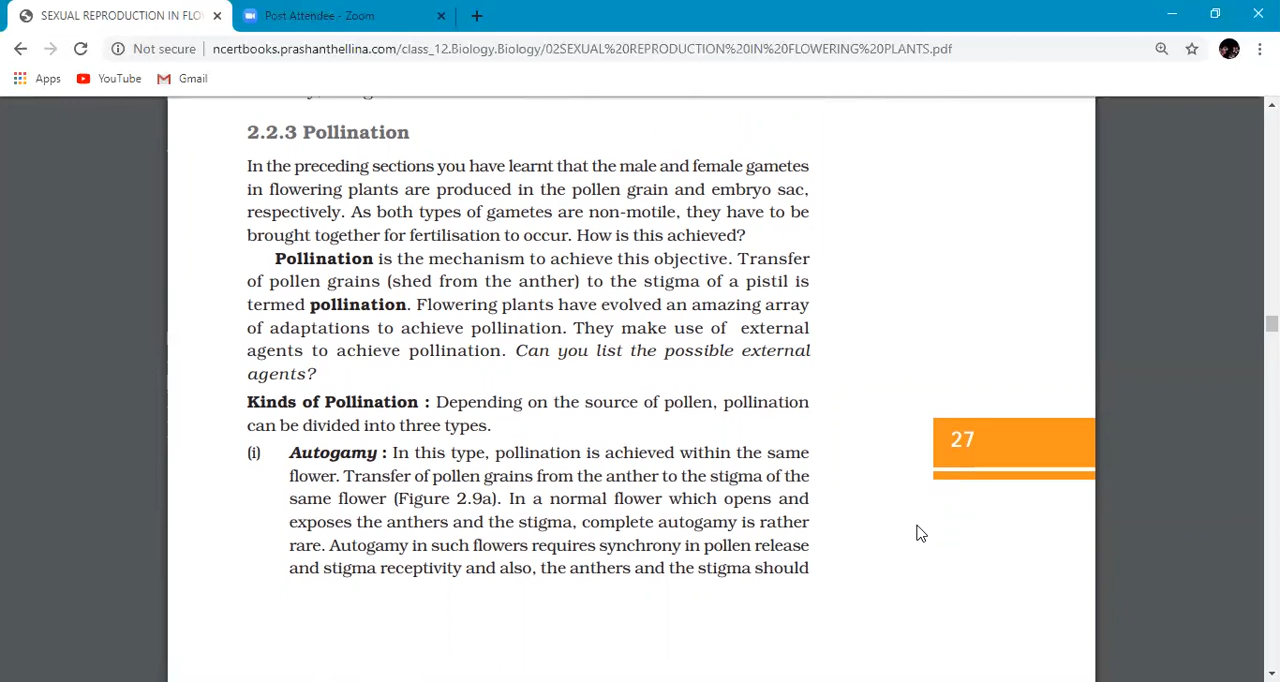 SEXUAL REPRODUCTION IN FLO
Post Attendee - Zoom
Not secure
ncertbooks.prashanthellina.com/class_12.Biology.Biology/02SEXUAL%20REPRODUCTION%20IN%20FLOWERING%20PLANTS.pdf
Apps
YouTube
Gmail
2.2.3 Pollination
In the preceding sections you have learnt that the male and female gametes
in flowering plants are produced in the pollen grain and embryo sac,
respectively. As both types of gametes are non-motile, they have to be
brought together for fertilisation to occur. How is this achieved?
Pollination is the mechanism to achieve this objective. Transfer
of pollen grains (shed from the anther) to the stigma of a pistil is
termed pollination. Flowering plants have evolved an amazing array
of adaptations to achieve pollination. They make use of external
agents to achieve pollination. Can you list the possible external
agents?
Kinds of Pollination : Depending on the source of pollen, pollination
can be divided into three types.
(i) Autogamy : In this type, pollination is achieved within the same
flower. Transfer of pollen grains from the anther to the stigma of the
same flower (Figure 2.9a). In a normal flower which opens and
exposes the anthers and the stigma, complete autogamy is rather
rare. Autogamy in such flowers requires synchrony in pollen release
and stigma receptivity and also, the anthers and the stigma should
27